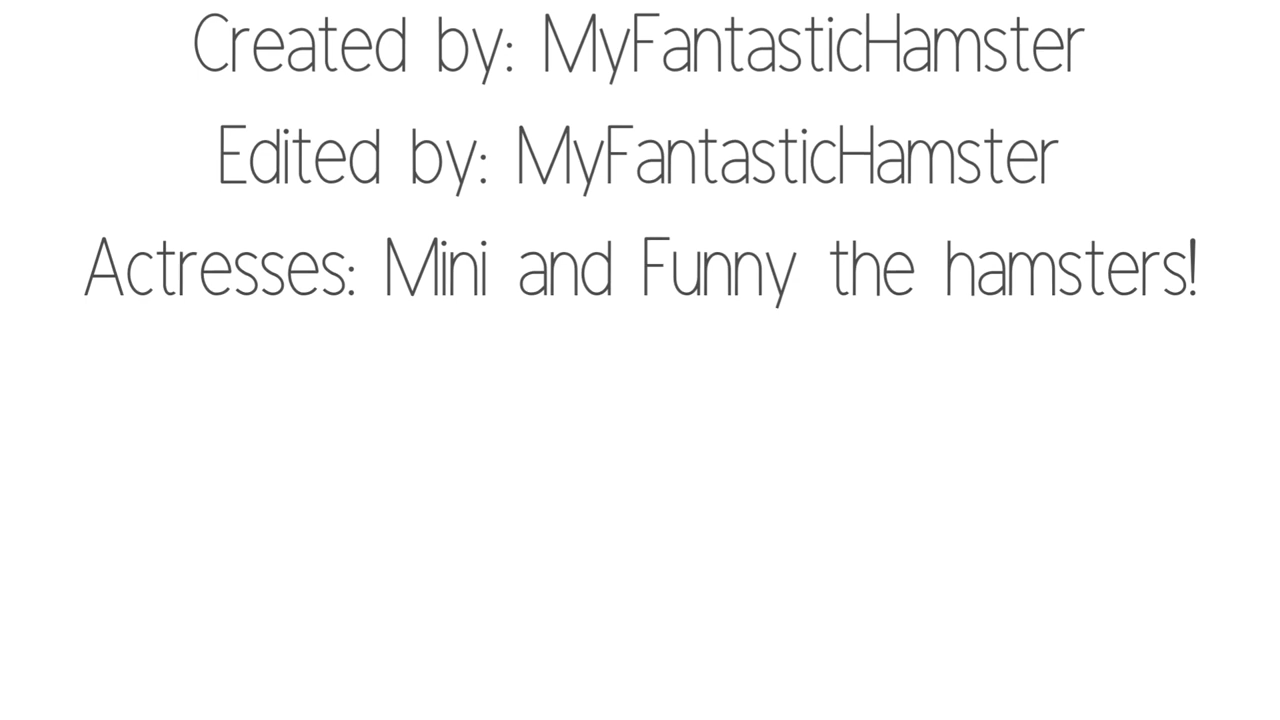 Created by: MyFantasticHamster
Edited by: MyFantasticHamster
Actresses: Mini and Funny the hamsters!